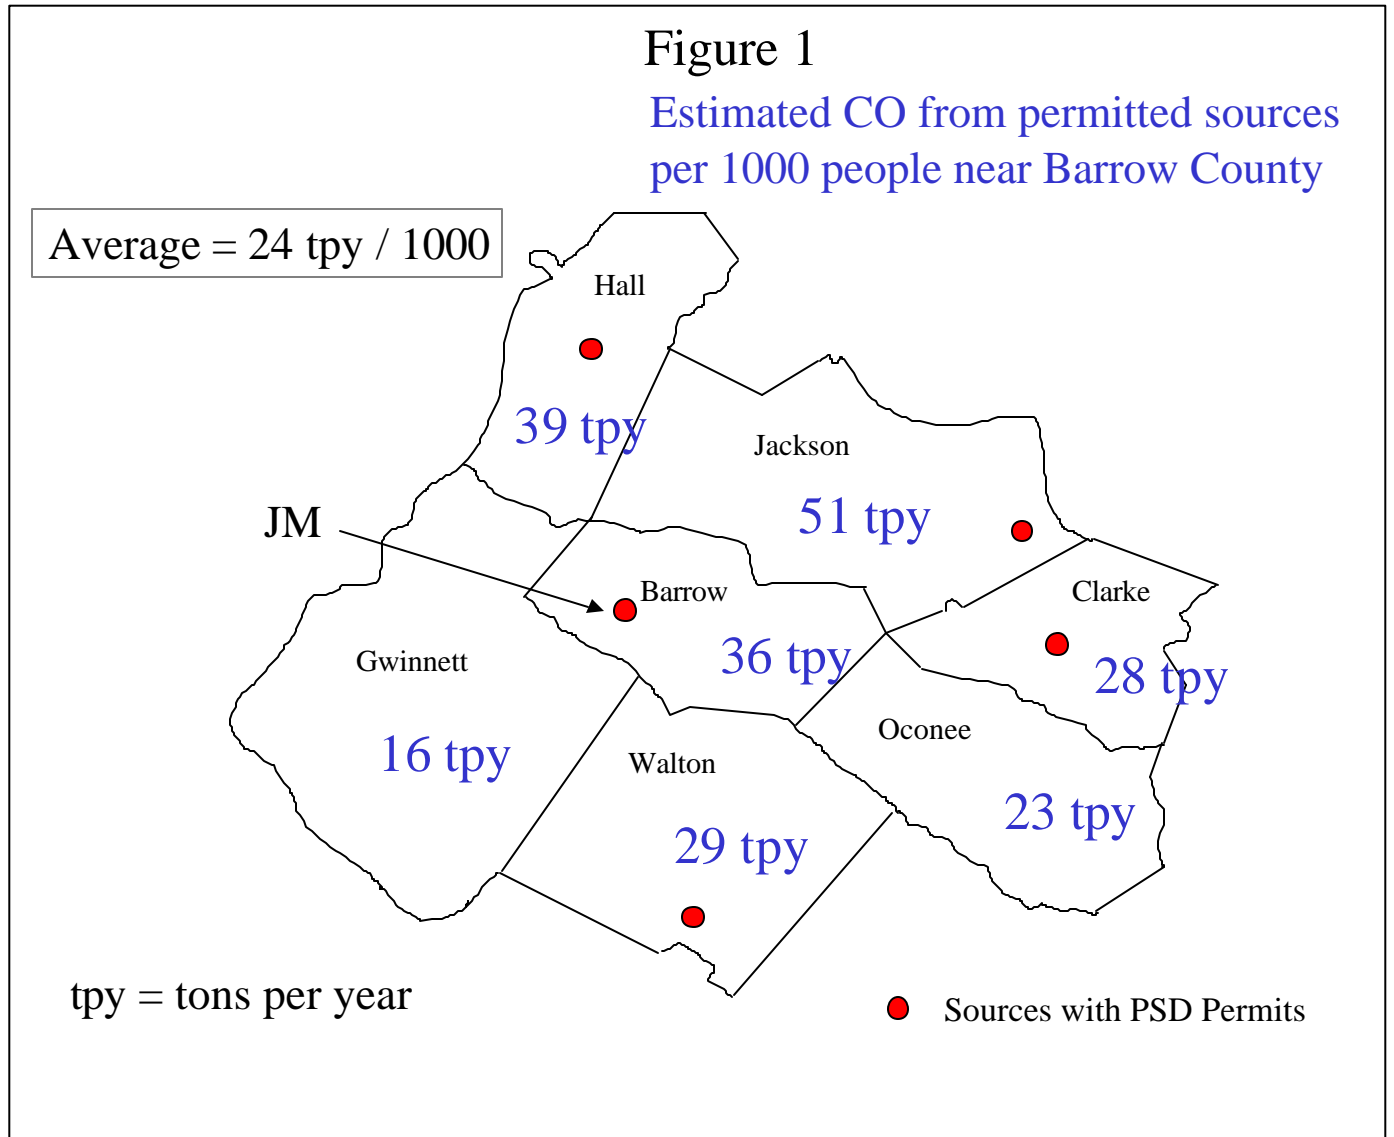 Figure 1
Estimated CO from permitted sources
per 1000 people near Barrow County
Average = 24 tpy / 1000
Hall
39 tpy
Jackson
51 tpy
JM
Barrow
36 tpy
Clarke
28 tpy
Gwinnett
16 tpy
Oconee
23 tpy
Walton
29 tpy
tpy = tons per year
Sources with PSD Permits